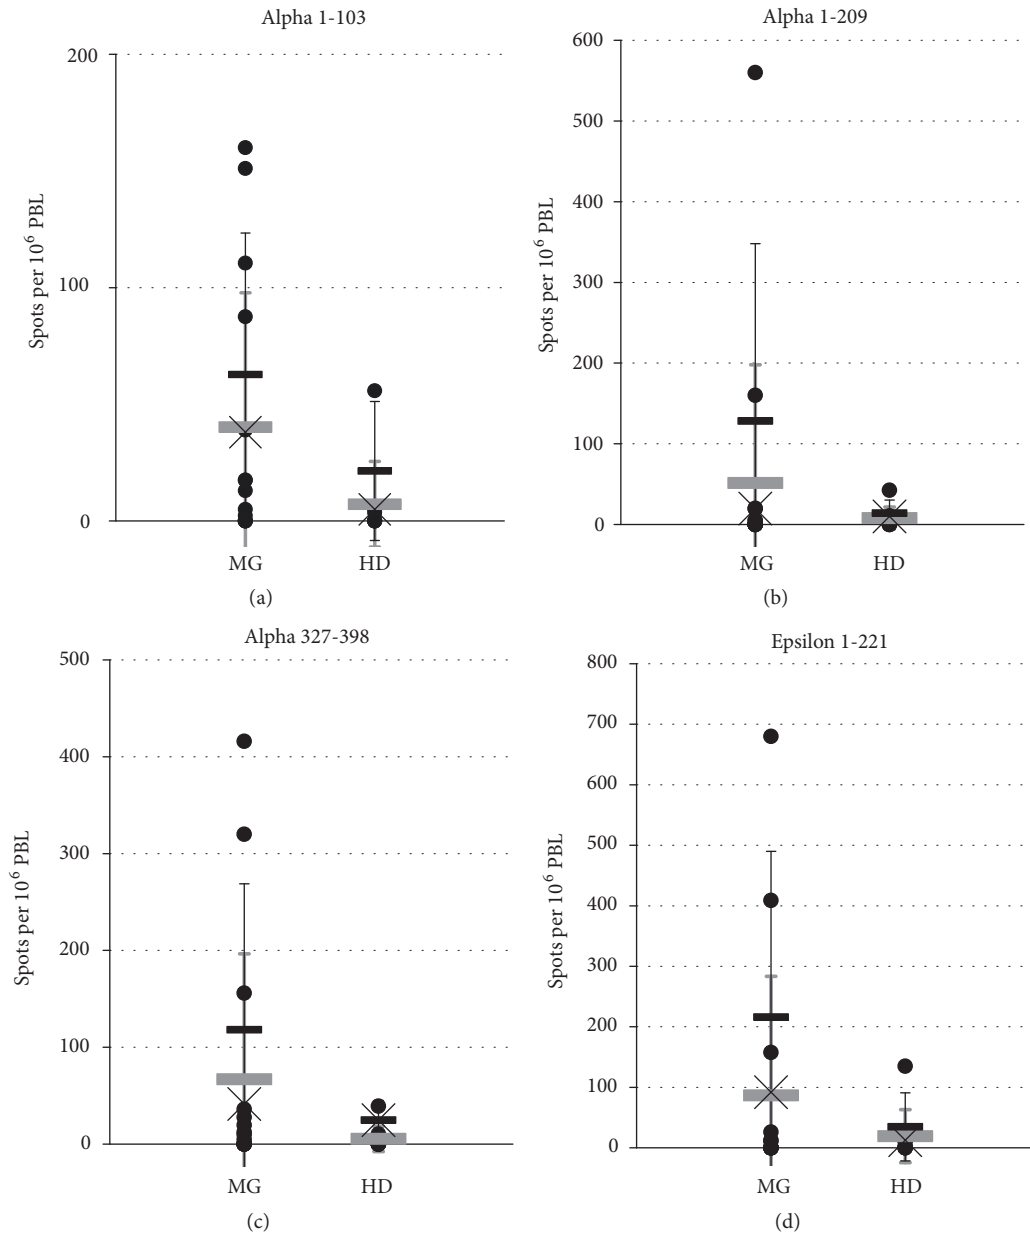 Alpha 1-103
Spots per 10⁶ PBL
200
100
0
MG HD
(a)
Alpha 1-209
Spots per 10⁶ PBL
600
500
400
300
200
100
0
MG HD
(b)
Alpha 327-398
Spots per 10⁶ PBL
500
400
300
200
100
0
MG HD
(c)
Epsilon 1-221
Spots per 10⁶ PBL
800
700
600
500
400
300
200
100
0
MG HD
(d)